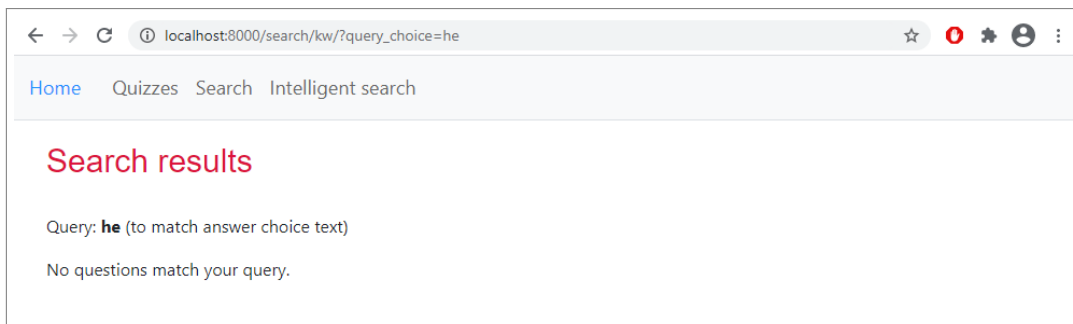 localhost:8000/search/kw/?query_choice=he
Home Quizzes Search Intelligent search
Search results
Query: he (to match answer choice text)
No questions match your query.